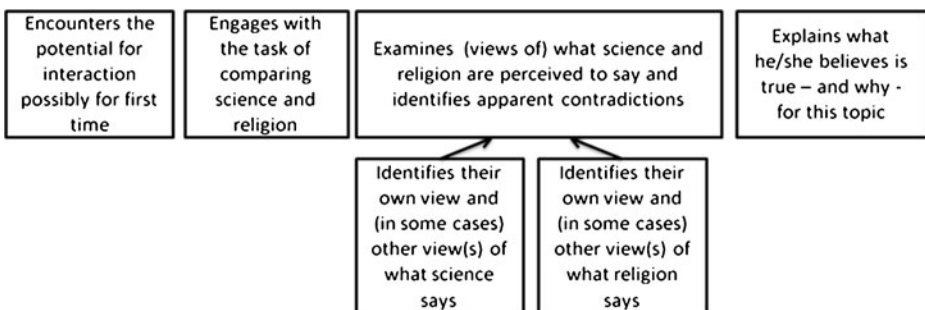 Encounters the
potential for
interaction
possibly for first
time
Engages with
the task of
comparing
science and
religion
Examines (views of) what science and
religion are perceived to say and
identifies apparent contradictions
Explains what
he/she believes is
true – and why -
for this topic
Identifies their
own view and
(in some cases)
other view(s) of
what science
says
Identifies their
own view and
(in some cases)
other view(s) of
what religion
says